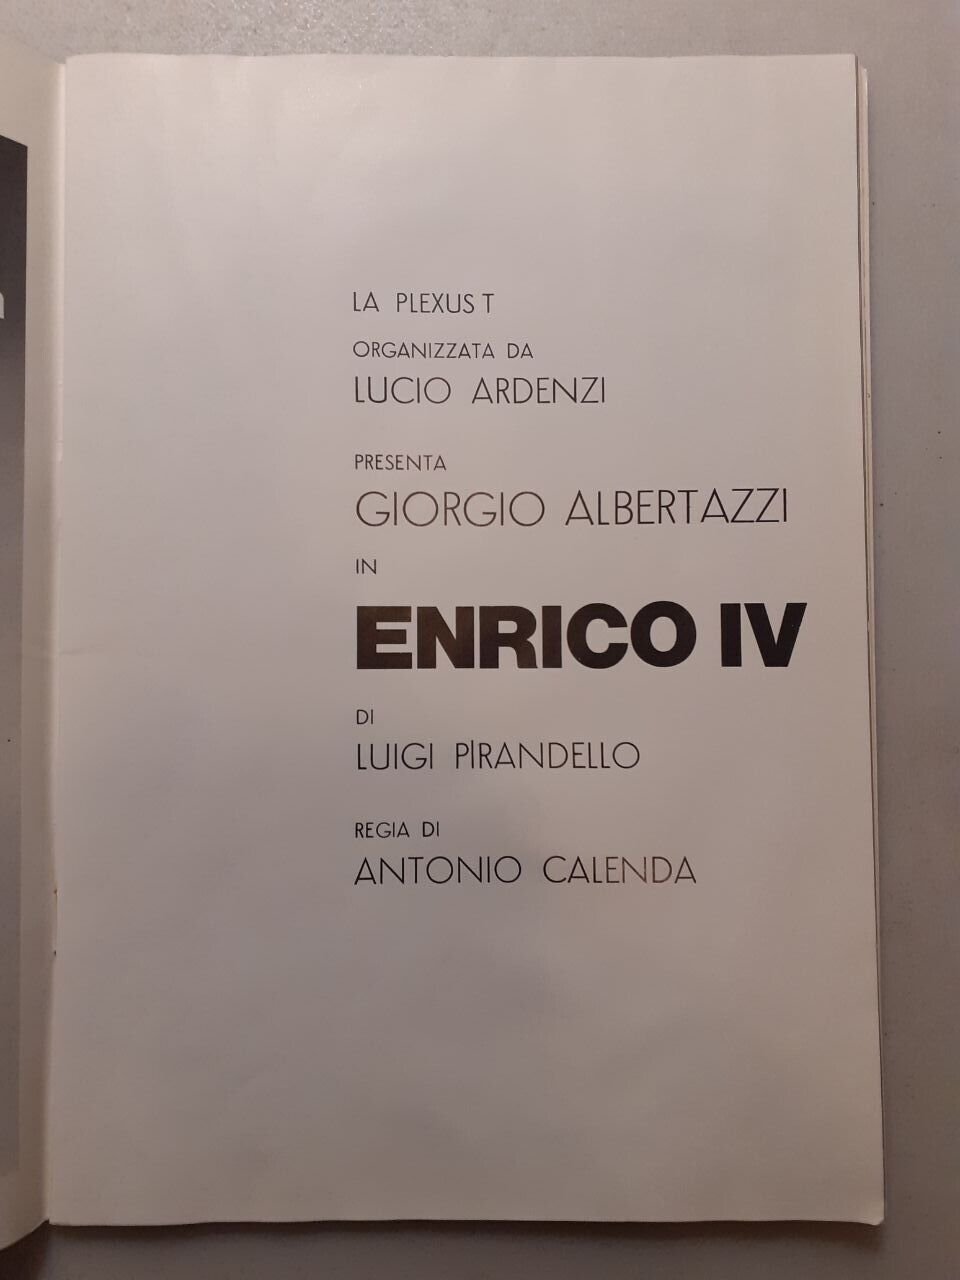 LA PLEXUS T
ORGANIZZATA DA
LUCIO ARDENZI
PRESENTA
GIORGIO ALBERTAZZI
IN
ENRICO IV
DI
LUIGI PIRANDELLO
REGIA DI
ANTONIO CALENDA